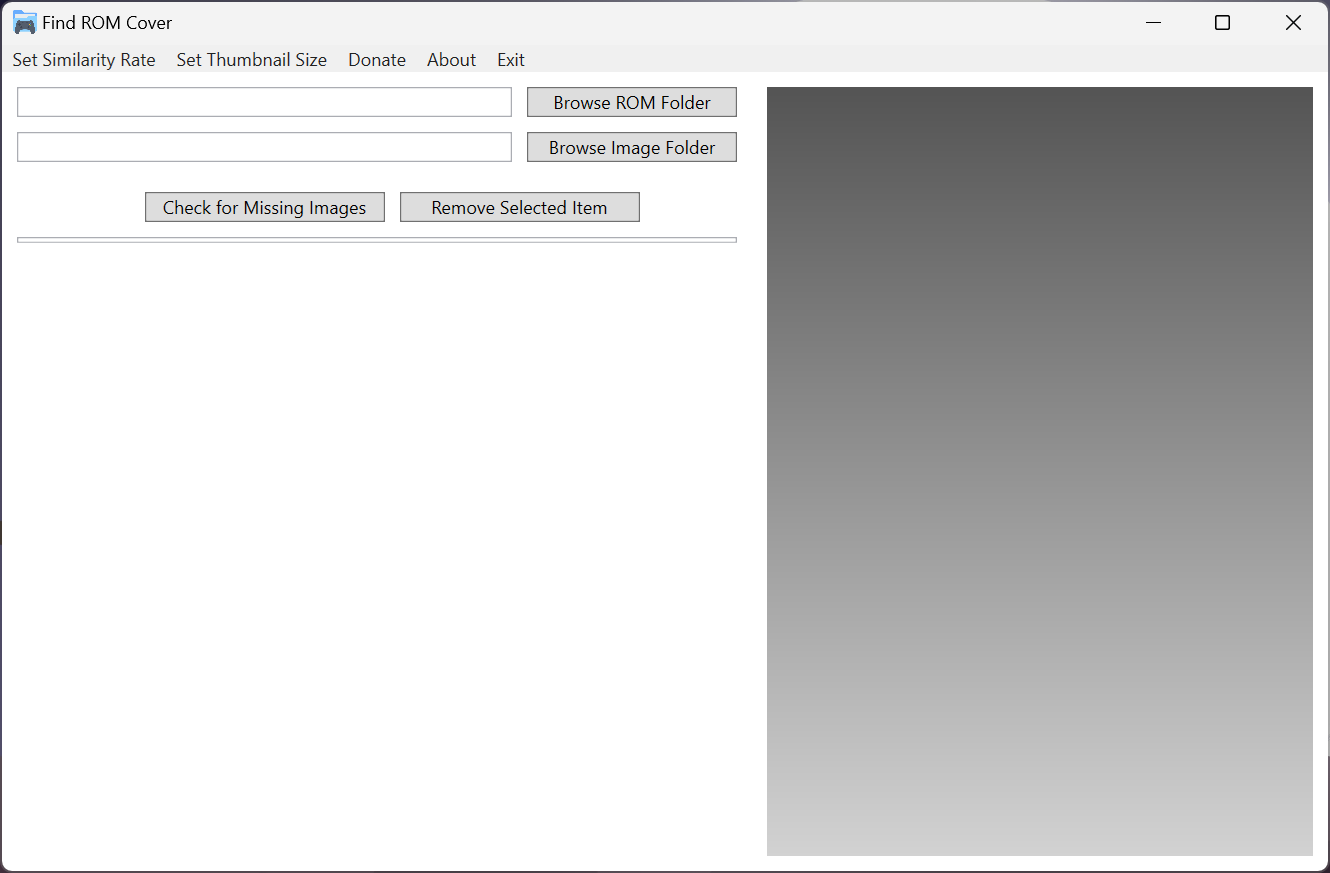 Find ROM Cover
Set Similarity Rate Set Thumbnail Size Donate About Exit
Browse ROM Folder
Browse Image Folder
Check for Missing Images Remove Selected Item